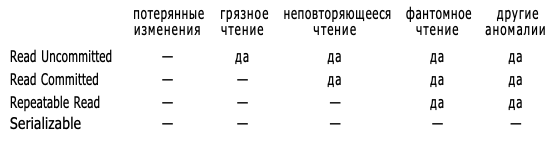 потерянные грязное неповторяющееся фантомное другие
изменения чтение чтение чтение аномалии
Read Uncommitted — да да да да
Read Committed — — да да да
Repeatable Read — — — да да
Serializable — — — — —